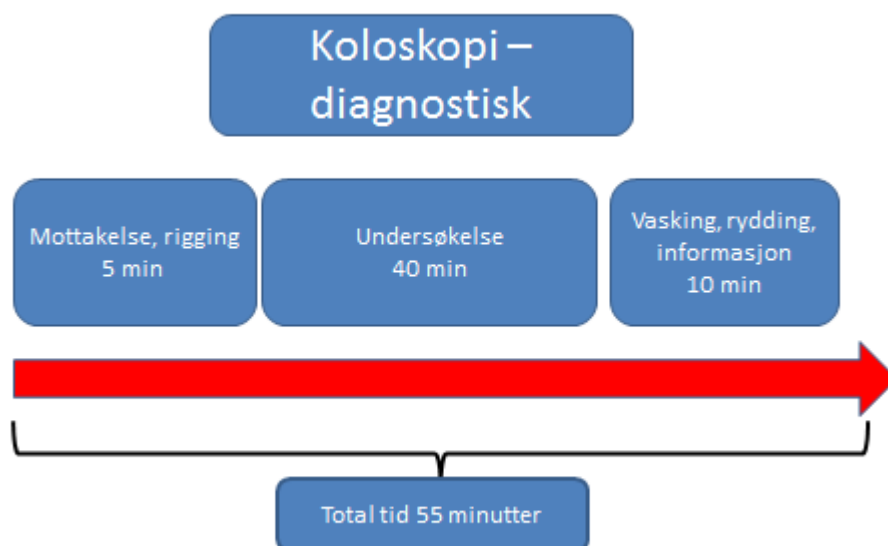 Koloskopi –
diagnostisk
Mottakelse, rigging
5 min
Undersøkelse
40 min
Vasking, rydding,
informasjon
10 min
Total tid 55 minutter